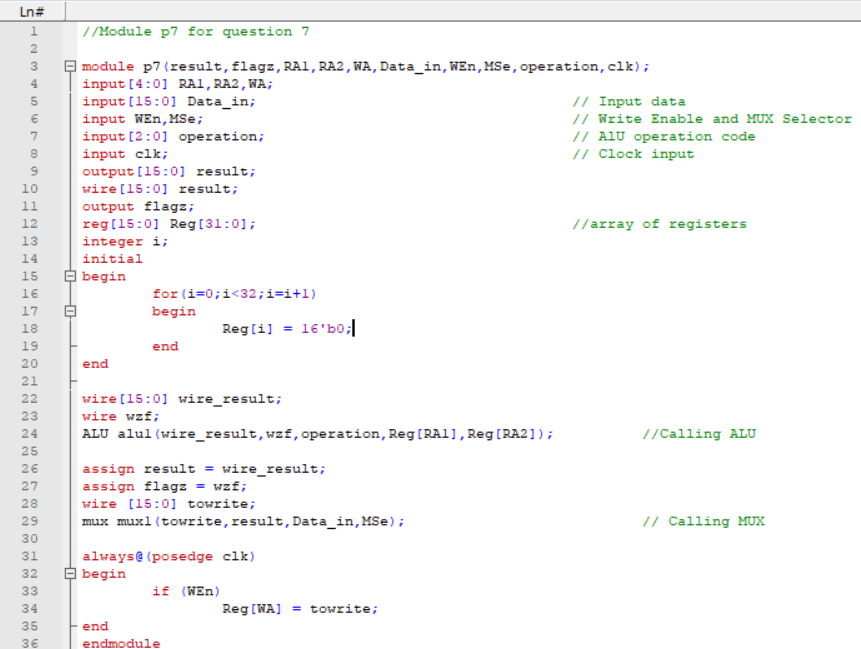 Ln#
1 //Module p7 for question 7
2
3 module p7(result,flagz,RA1,RA2,WA,Data_in,WEn,MSe,operation,clk);
4 input[4:0] RA1,RA2,WA;
5 input[15:0] Data_in; // Input data
6 input WEn,MSe; // Write Enable and MUX Selector
7 input[2:0] operation; // AlU operation code
8 input clk; // Clock input
9 output[15:0] result;
10 wire[15:0] result;
11 output flagz;
12 reg[15:0] Reg[31:0]; //array of registers
13 integer i;
14 initial
15 begin
16 for(i=0;i<32;i=i+1)
17 begin
18 Reg[i] = 16'b0;
19 end
20 end
21
22 wire[15:0] wire_result;
23 wire wzf;
24 ALU alu1(wire_result,wzf,operation,Reg[RA1],Reg[RA2]); //Calling ALU
25
26 assign result = wire_result;
27 assign flagz = wzf;
28 wire [15:0] towrite;
29 mux mux1(towrite,result,Data_in,MSe); // Calling MUX
30
31 always@(posedge clk)
32 begin
33 if (WEn)
34 Reg[WA] = towrite;
35 end
36 endmodule